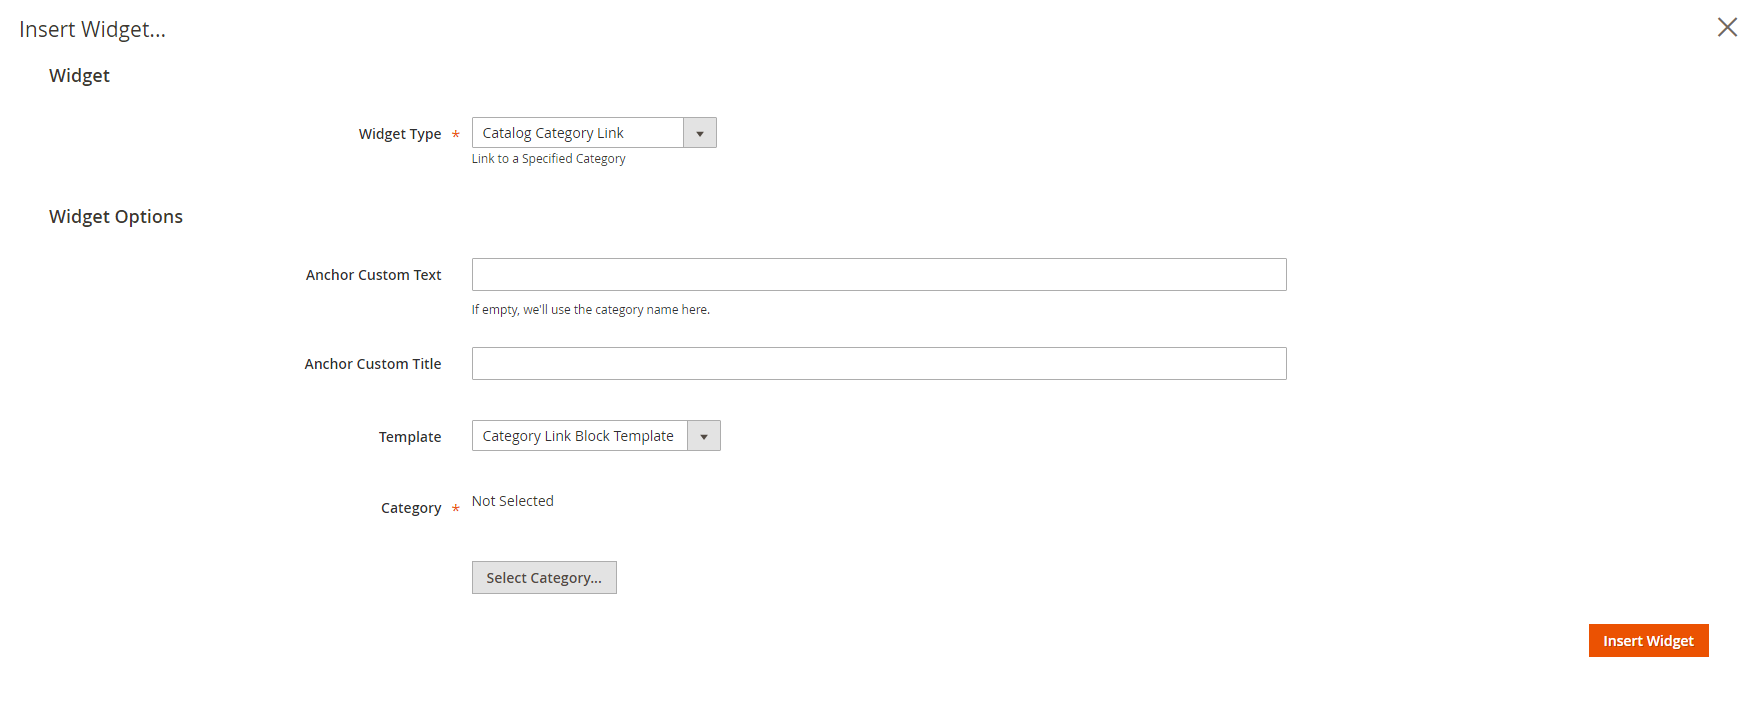 Insert Widget...
Widget
Widget Type *
Catalog Category Link
Link to a Specified Category
Widget Options
Anchor Custom Text
If empty, we'll use the category name here.
Anchor Custom Title
Template
Category Link Block Template
Category *
Not Selected
Select Category...
Insert Widget